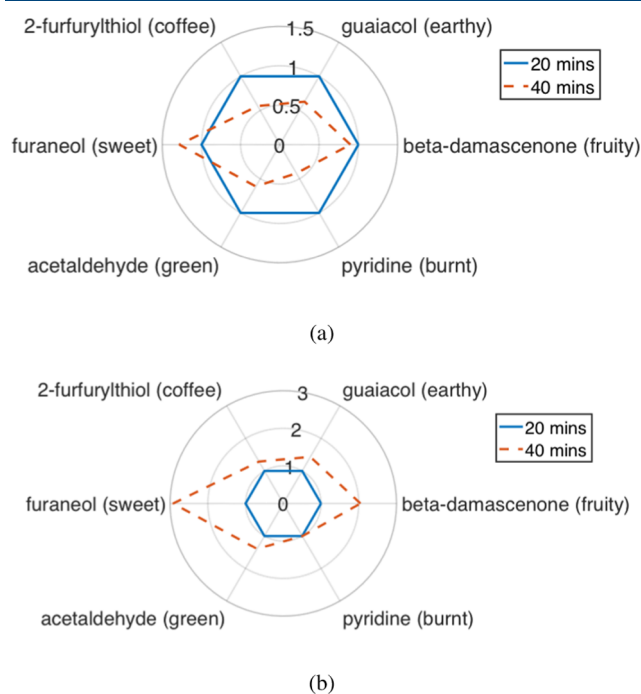 2-furfurylthiol (coffee) 1.5 guaiacol (earthy)
1
0.5
0
furaneol (sweet) beta-damascenone (fruity)
acetaldehyde (green) pyridine (burnt)
20 mins
40 mins
(a)
2-furfurylthiol (coffee) 3 guaiacol (earthy)
2
1
0
furaneol (sweet) beta-damascenone (fruity)
acetaldehyde (green) pyridine (burnt)
20 mins
40 mins
(b)